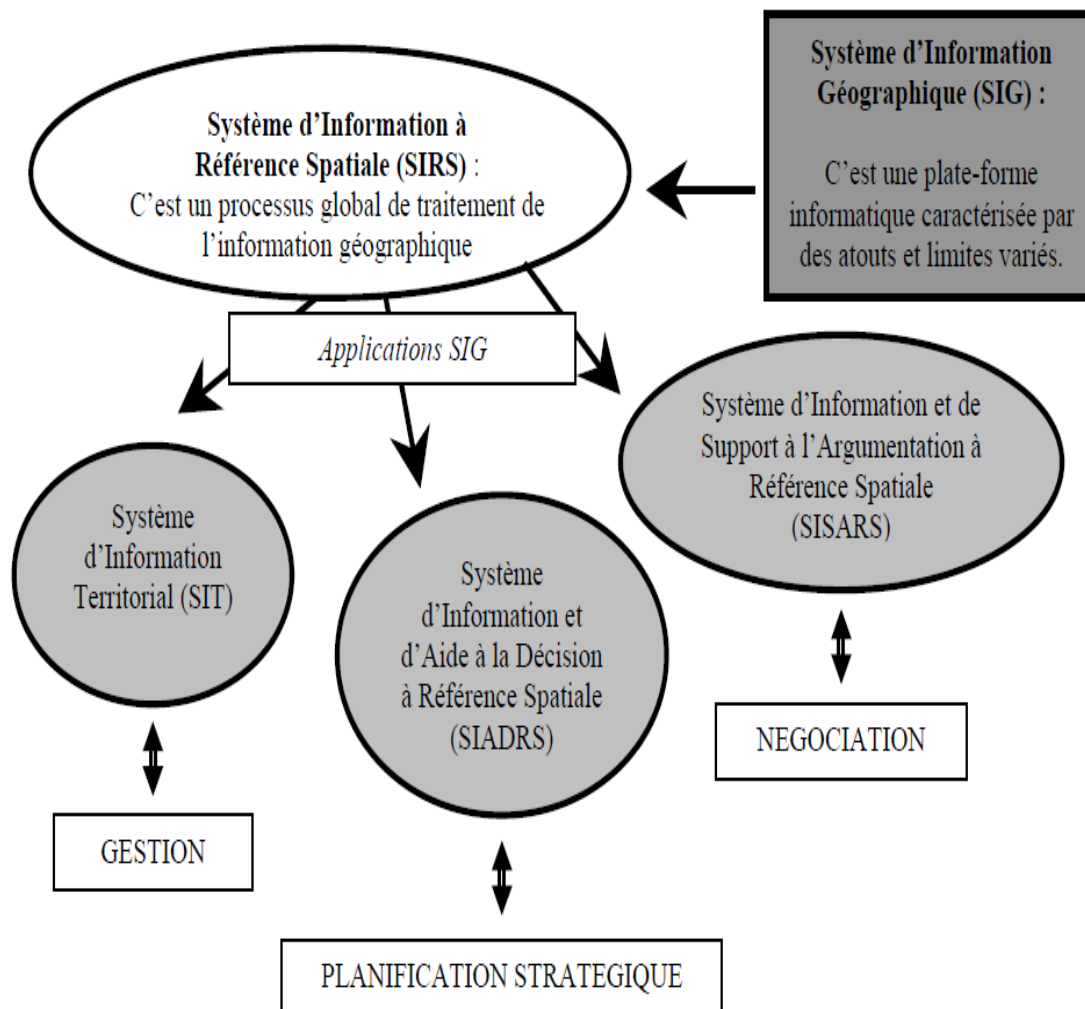 Système d’Information à
Référence Spatiale (SIRS) :
C’est un processus global de traitement de
l’information géographique
Système d’Information
Géographique (SIG) :
C’est une plate-forme
informatique caractérisée par
des atouts et limites variés.
Applications SIG
Système
d’Information
Territorial (SIT)
Système
d’Information et
d’Aide à la Décision
à Référence Spatiale
(SIADRS)
Système d’Information et de
Support à l’Argumentation à
Référence Spatiale
(SISARS)
GESTION
PLANIFICATION STRATEGIQUE
NEGOCIATION